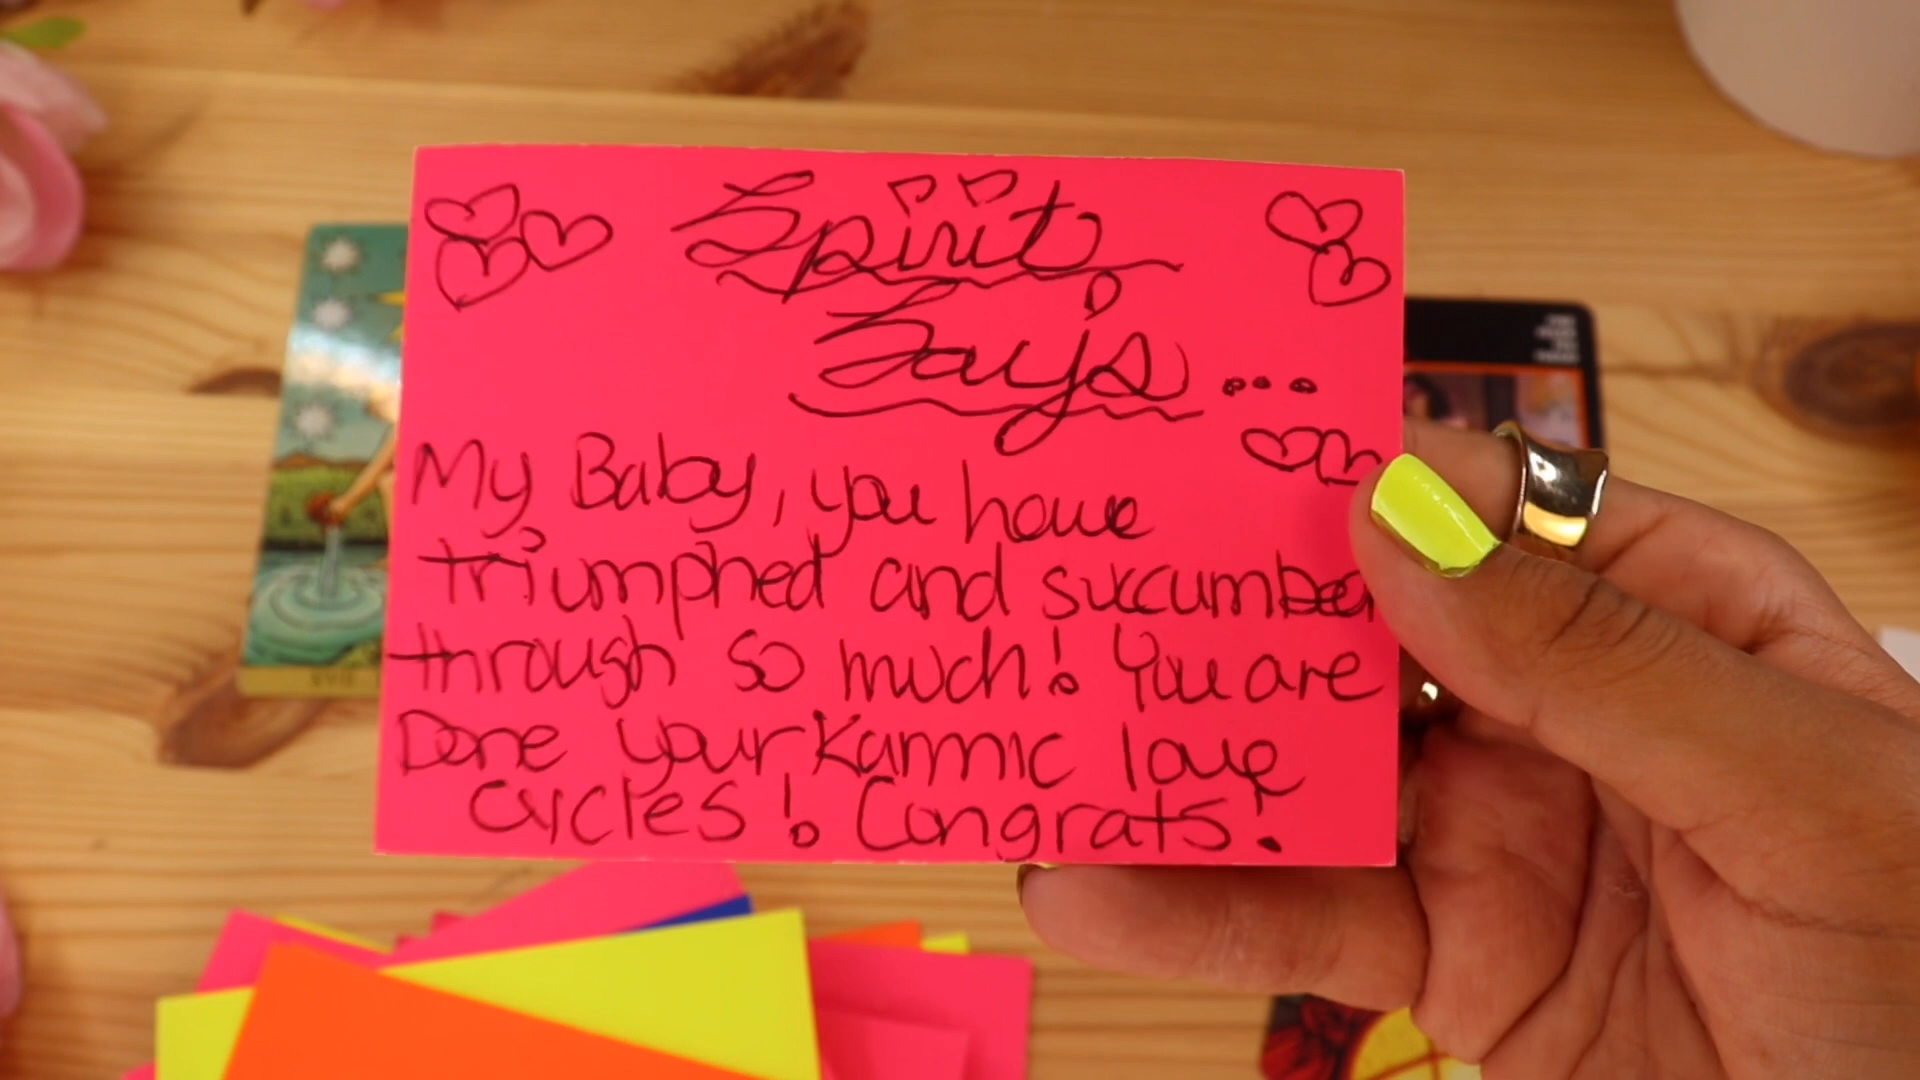 Spirit
Says...
My Baby, you have
triumphed and succumbed
through so much! You are
Done your Karmic love
cycles! Congrats!